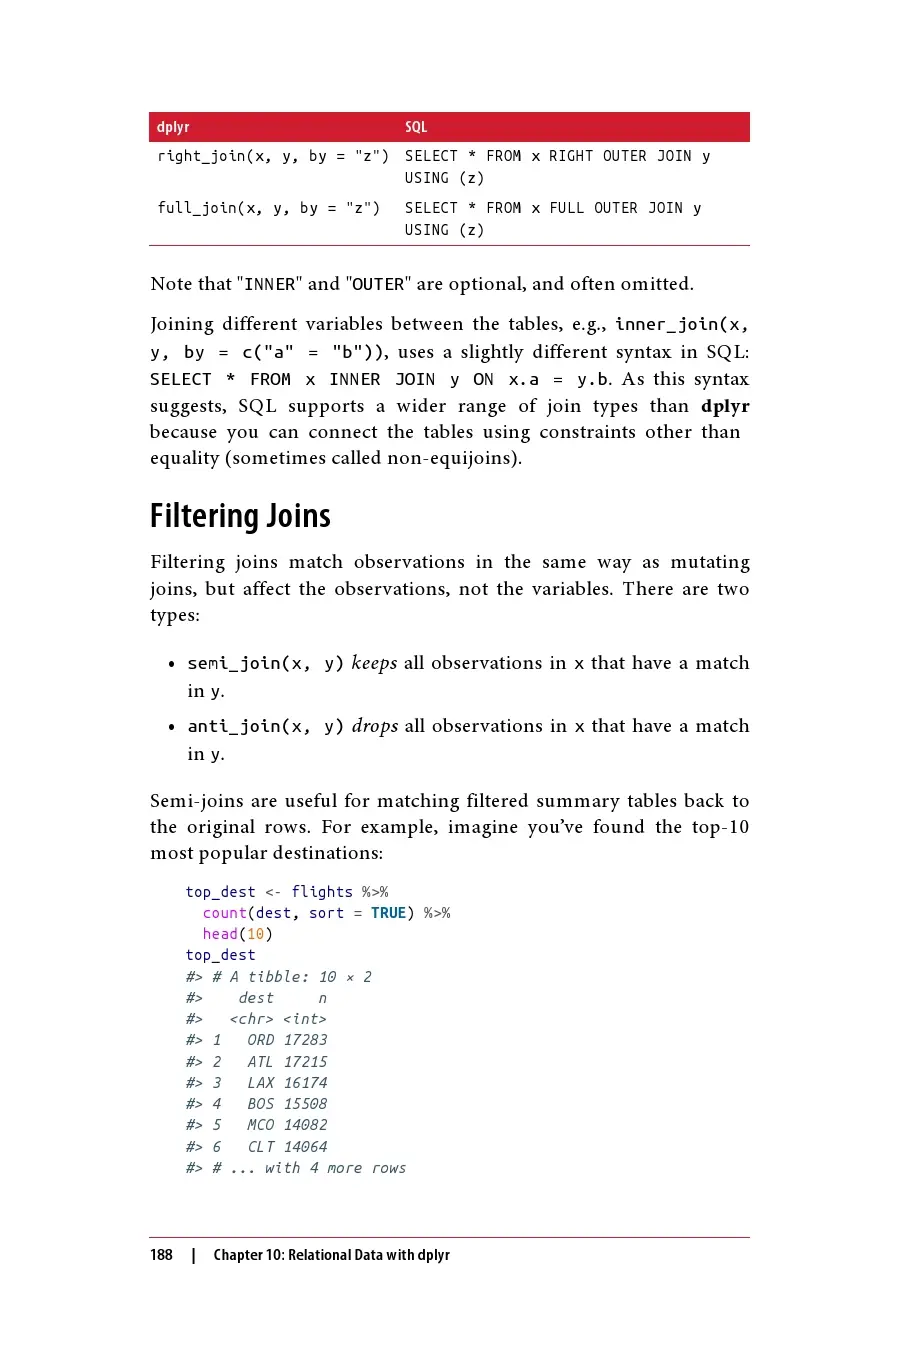 dplyr SQL
right_join(x, y, by = "z") SELECT * FROM x RIGHT OUTER JOIN y
USING (z)
full_join(x, y, by = "z") SELECT * FROM x FULL OUTER JOIN y
USING (z)
Note that "INNER" and "OUTER" are optional, and often omitted.
Joining different variables between the tables, e.g., inner_join(x,
y, by = c("a" = "b")), uses a slightly different syntax in SQL:
SELECT * FROM x INNER JOIN y ON x.a = y.b. As this syntax
suggests, SQL supports a wider range of join types than dplyr
because you can connect the tables using constraints other than
equality (sometimes called non-equijoins).
Filtering Joins
Filtering joins match observations in the same way as mutating
joins, but affect the observations, not the variables. There are two
types:
• semi_join(x, y) keeps all observations in x that have a match
in y.
• anti_join(x, y) drops all observations in x that have a match
in y.
Semi-joins are useful for matching filtered summary tables back to
the original rows. For example, imagine you’ve found the top-10
most popular destinations:
top_dest <- flights %>%
count(dest, sort = TRUE) %>%
head(10)
top_dest
#> # A tibble: 10 × 2
#> dest n
#> <chr> <int>
#> 1 ORD 17283
#> 2 ATL 17215
#> 3 LAX 16174
#> 4 BOS 15508
#> 5 MCO 14082
#> 6 CLT 14064
#> # ... with 4 more rows
188 | Chapter 10: Relational Data with dplyr